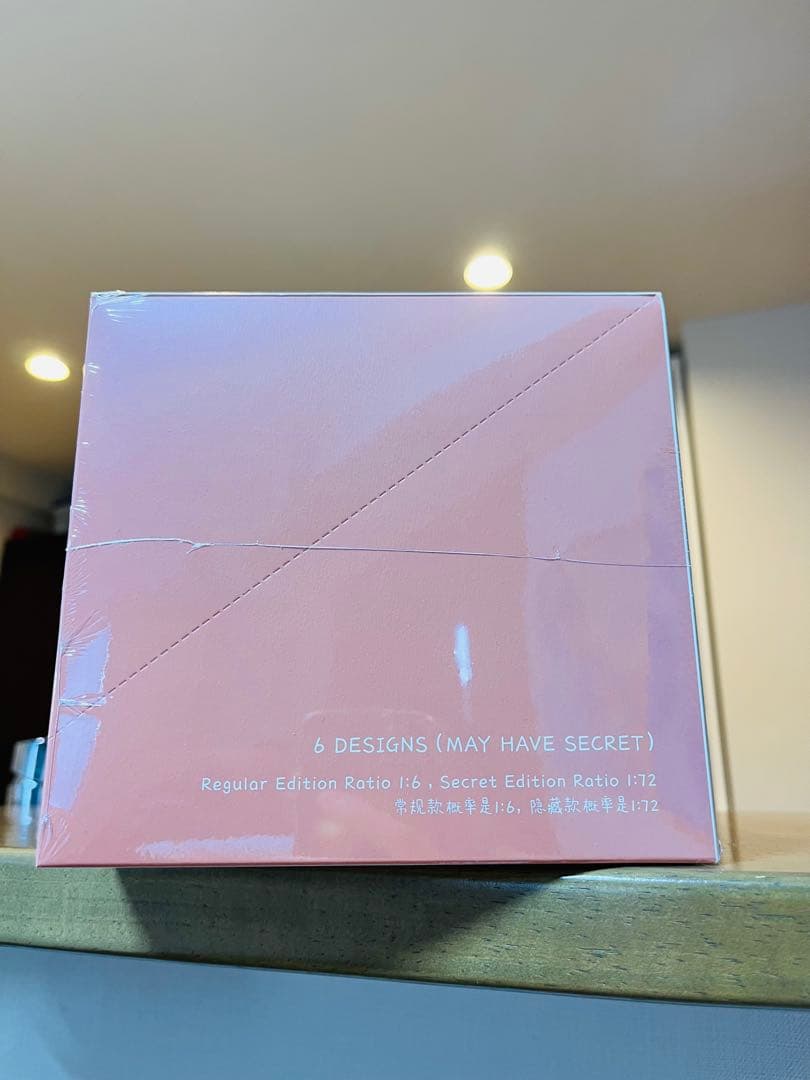 6 DESIGNS (MAY HAVE SECRET)
Regular Edition Ratio 1:6 , Secret Edition Ratio 1:72
常规款概率是1:6, 隐藏款概率是1:72